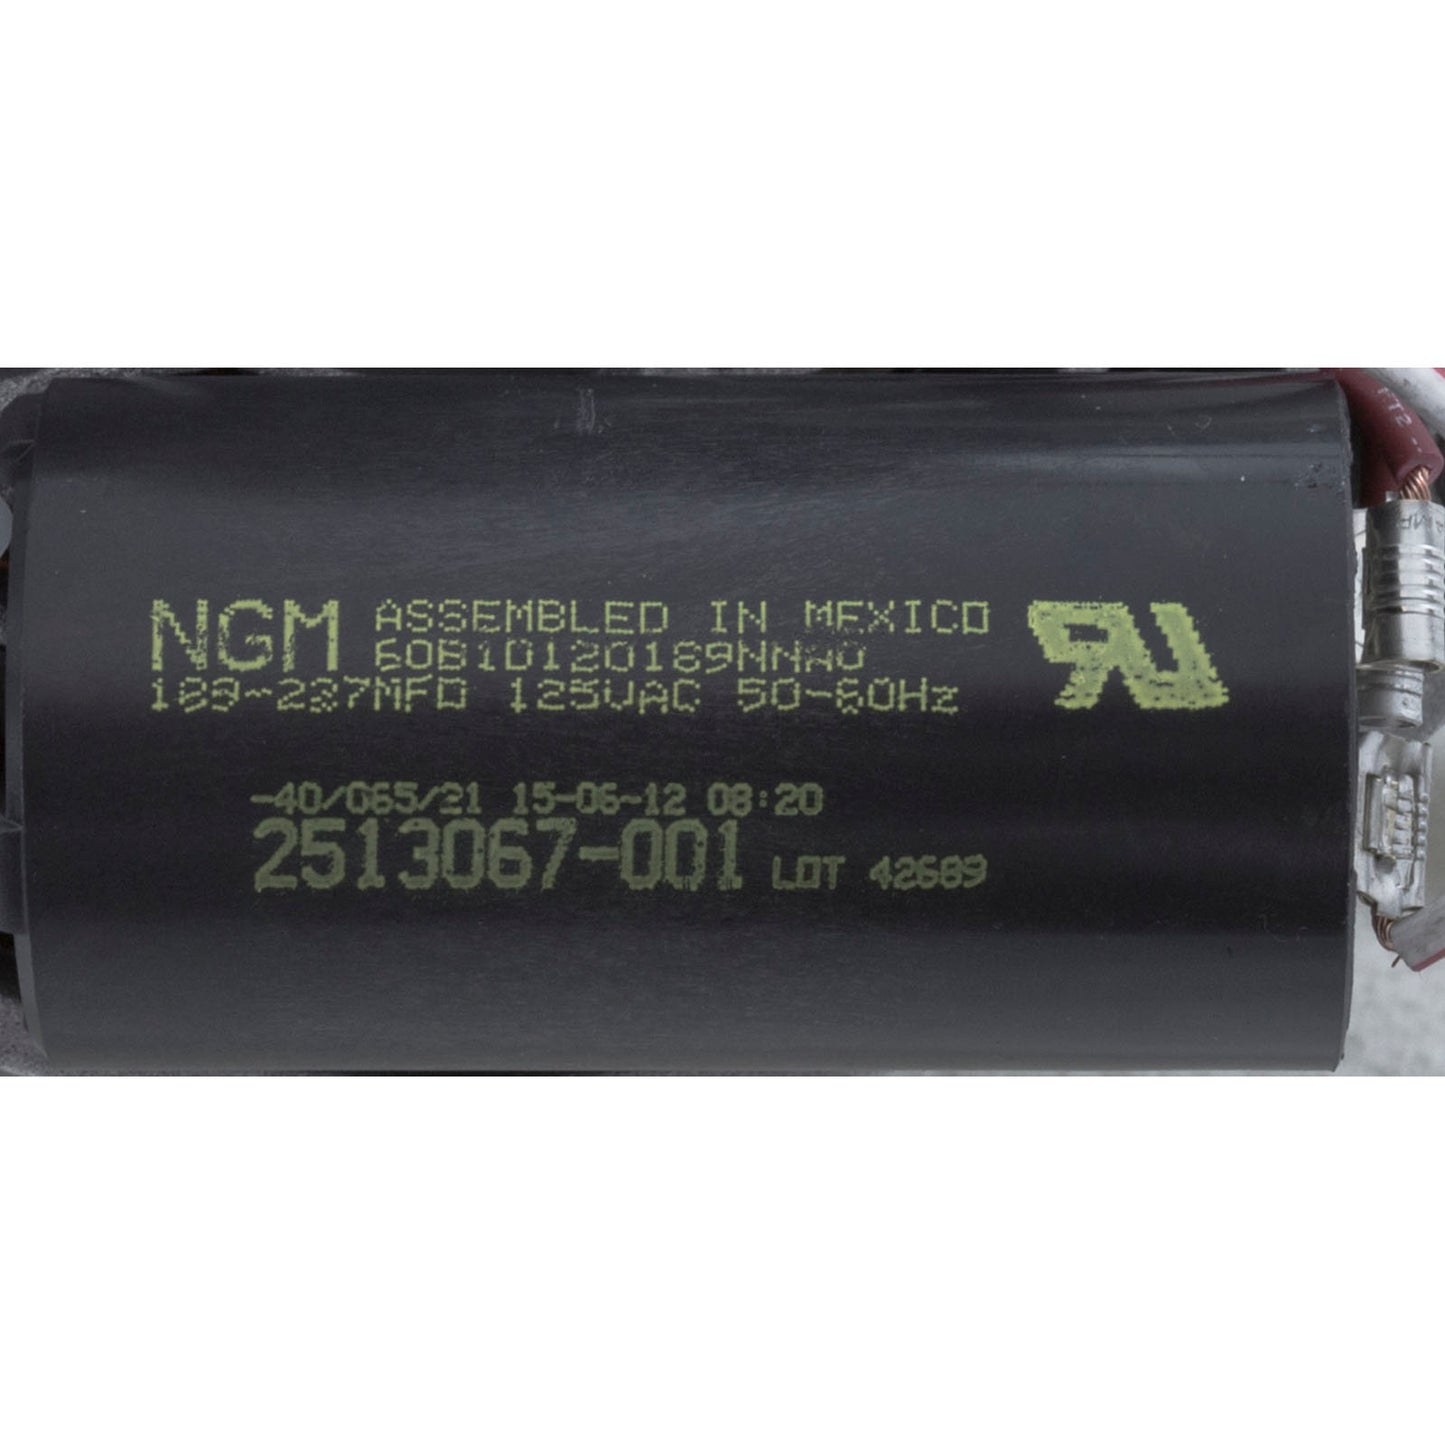 NGM ASSEMBLED IN MEXICO
60B1D120189NNA0
189-227MFD 125VAC 50-60Hz
-40/065/21 15-06-12 08:20
2513067-001 LOT 42689